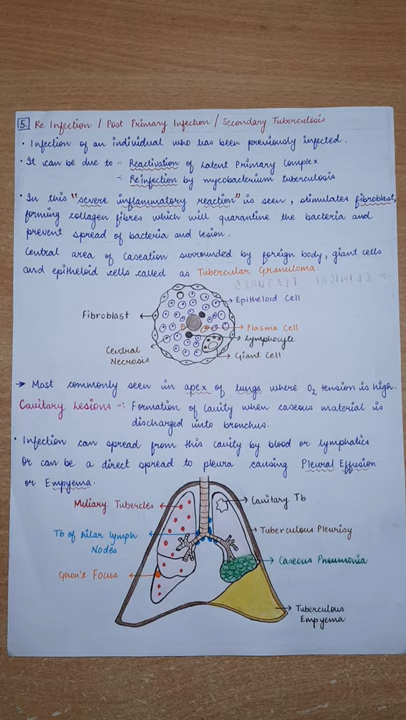 5. Re Infection / Post Primary Infection / Secondary Tuberculosis
• Infection of an individual who has been previously infected.
• It can be due to :- Reactivation of Latent Primary Complex
:- Reinfection by mycobacterium tuberculosis
• In this "severe inflammatory reaction" is seen, stimulates fibroblast,
forming collagen fibres which will quarantine the bacteria and
prevent spread of bacteria and lesion.
Central area of Caseation surrounded by foreign body, giant cells
and epitheloid cells called as Tubercular Granuloma.
Epitheloid Cell
Fibroblast
Plasma Cell
Lymphocyte
Central
Necrosis
Giant Cell
→ Most commonly seen in apex of lungs where O2 tension is high.
Cavitary Lesions -: Formation of cavity when caseous material is
discharged into bronchus.
• Infection can spread from this cavity by blood or lymphatics
Or can be a direct spread to pleura causing Pleural Effusion
or Empyema.
Miliary Tubercles
Cavitary Tb
Tb of hilar lymph
Nodes
Tuberculous Pleurisy
Ghon's Focus
Caseous Pneumonia
Tuberculous
Empyema